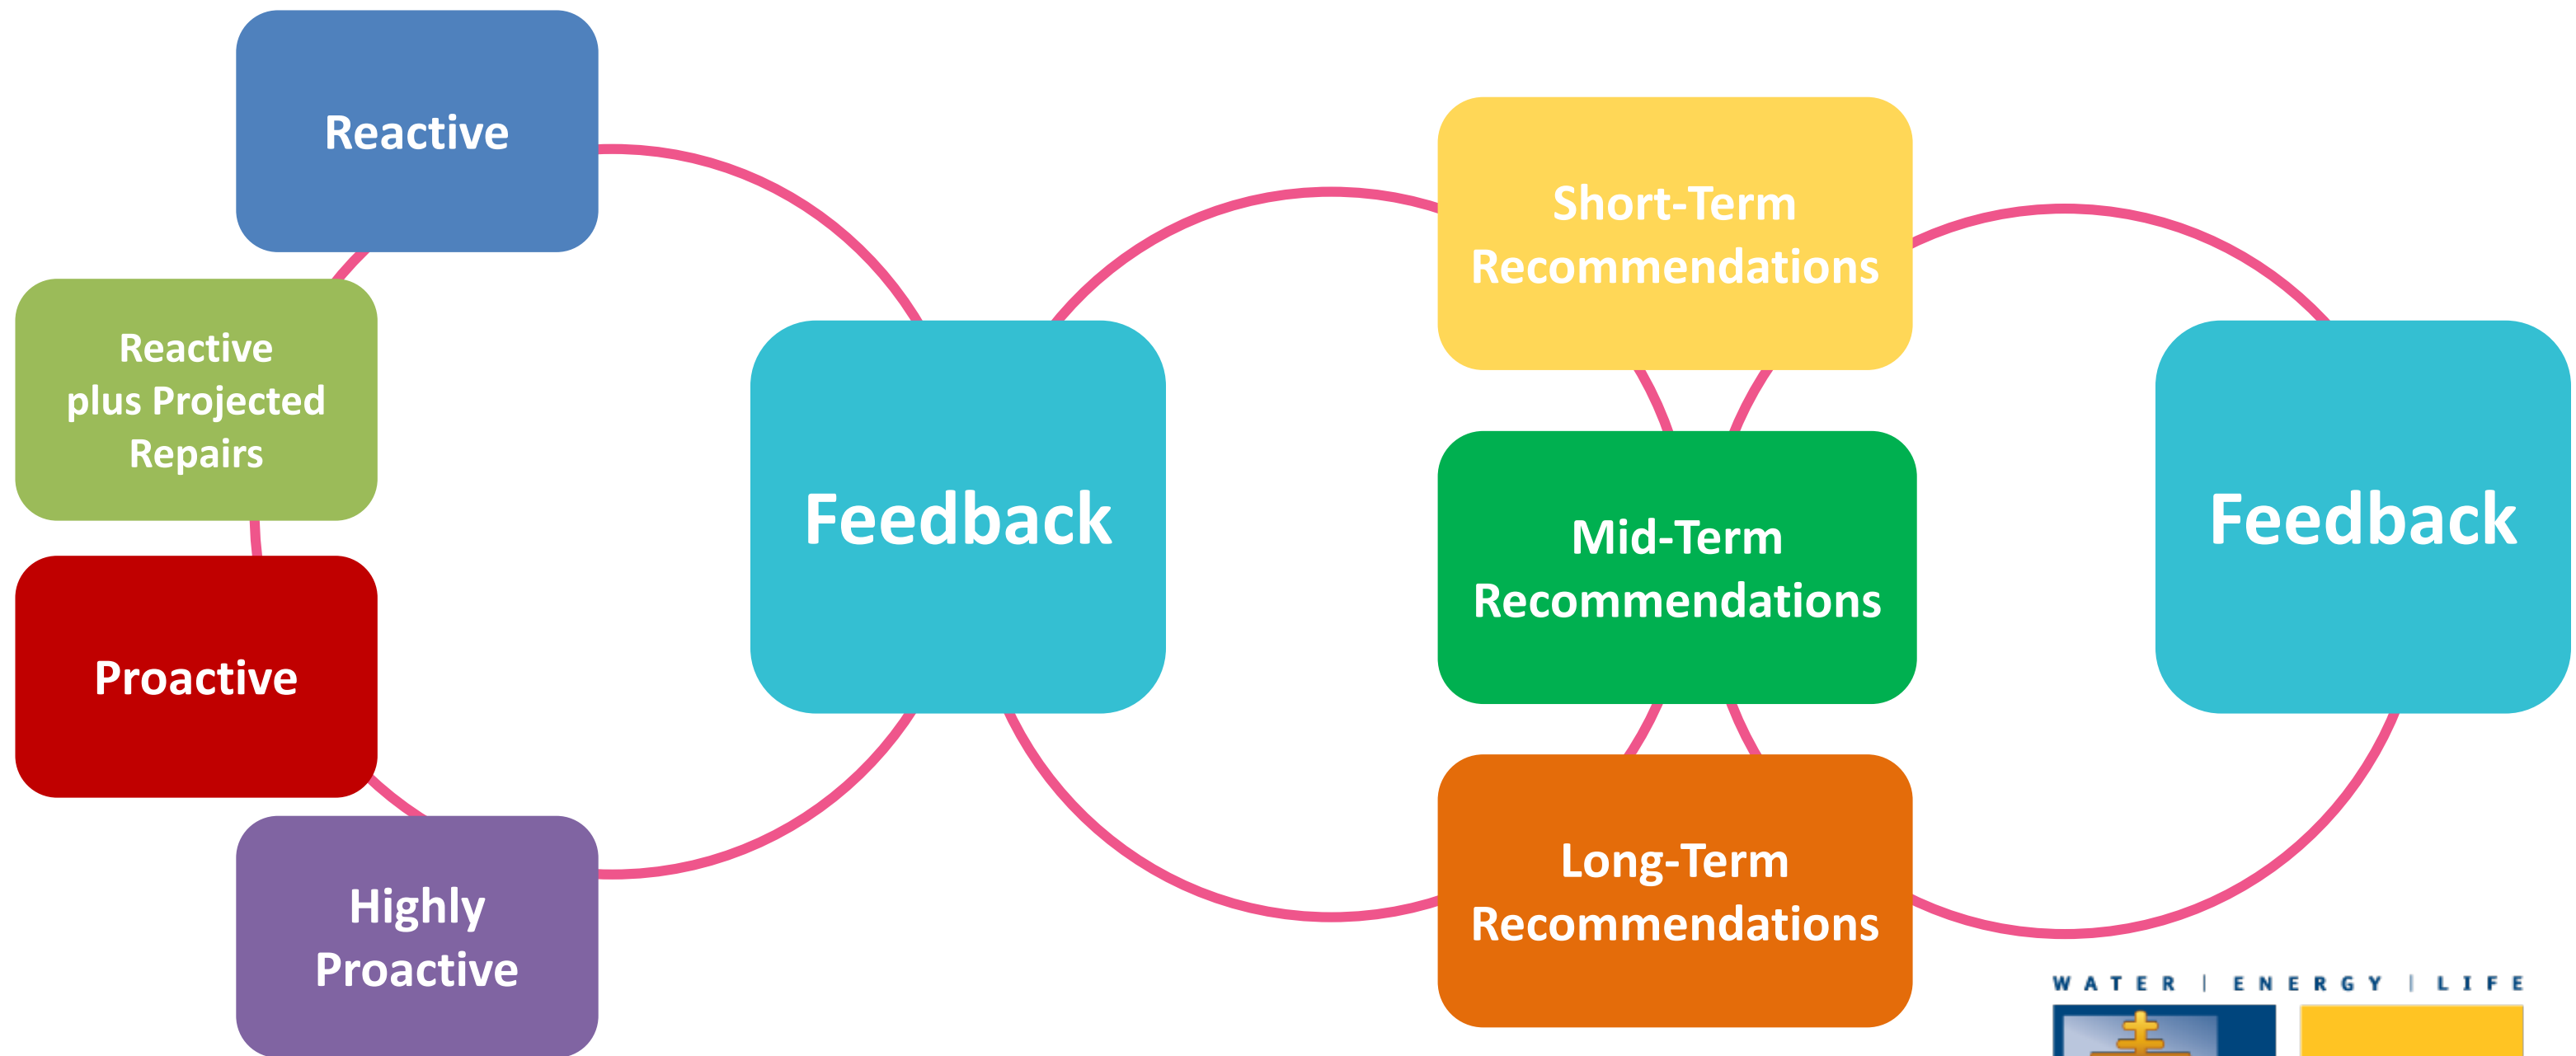 Reactive
Reactive
plus Projected
Repairs
Proactive
Highly
Proactive
Feedback
Short-Term
Recommendations
Mid-Term
Recommendations
Long-Term
Recommendations
Feedback
WATER | ENERGY | LIFE